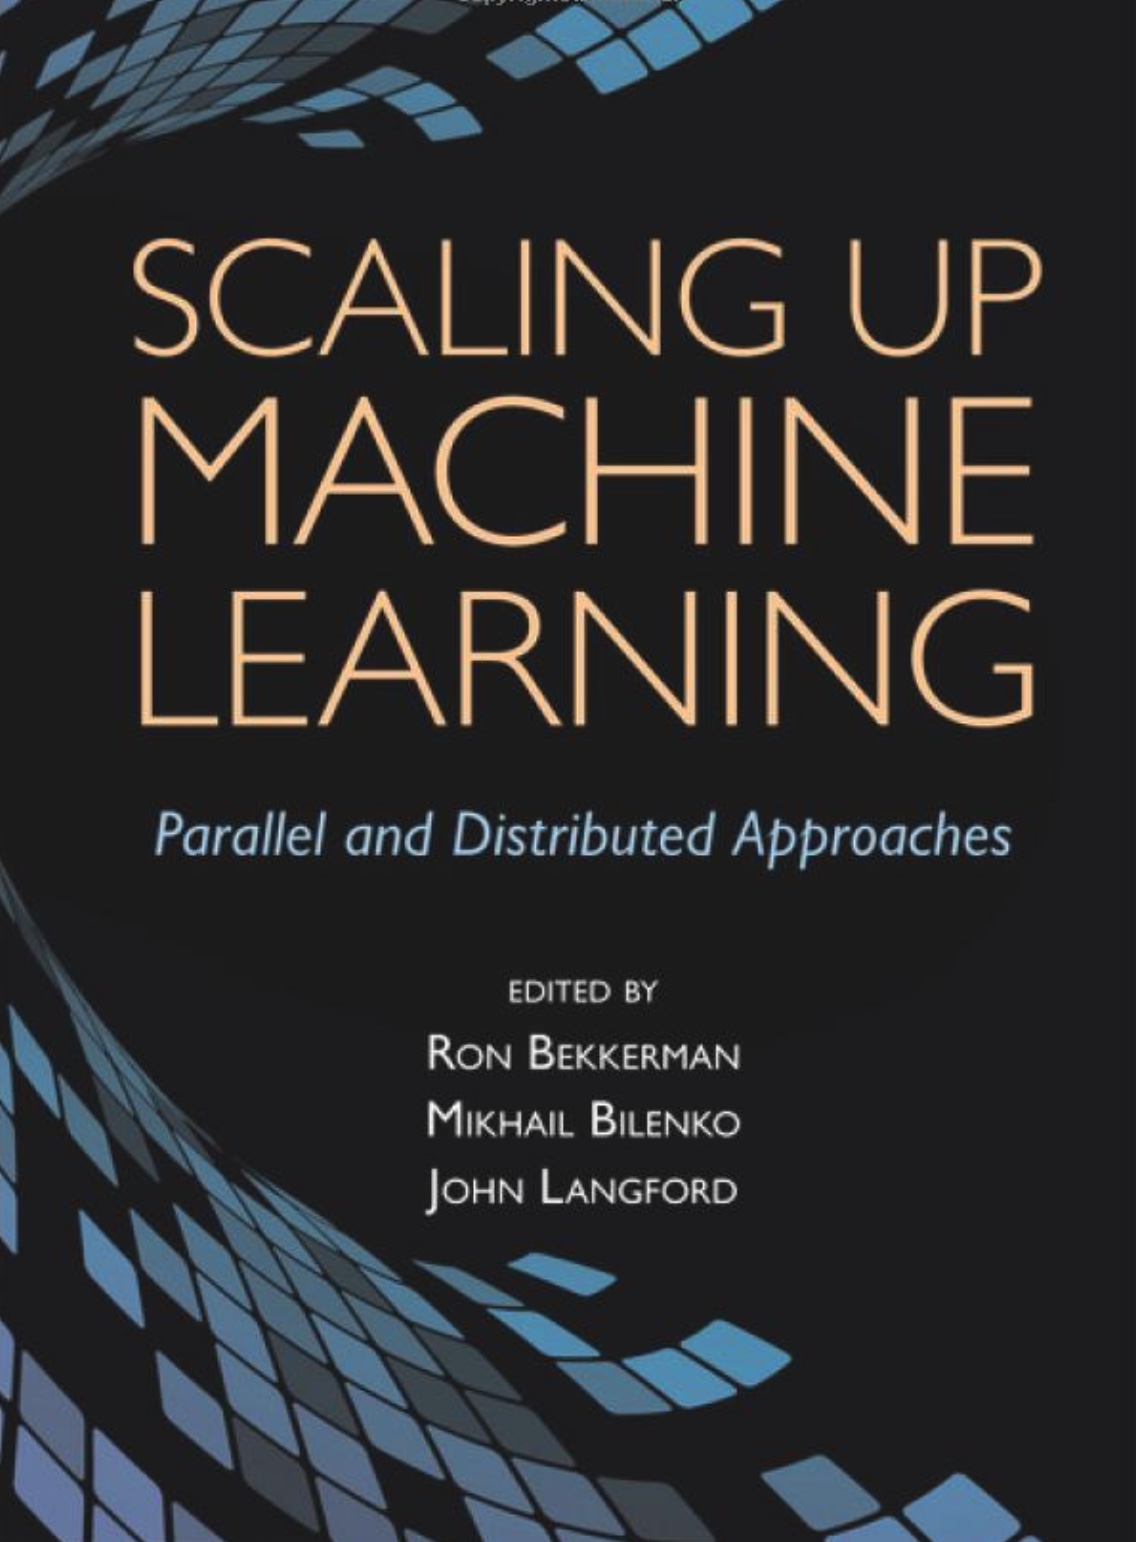 SCALING UP
MACHINE
LEARNING
Parallel and Distributed Approaches
EDITED BY
RON BEKKERMAN
MIKHAIL BILENKO
JOHN LANGFORD